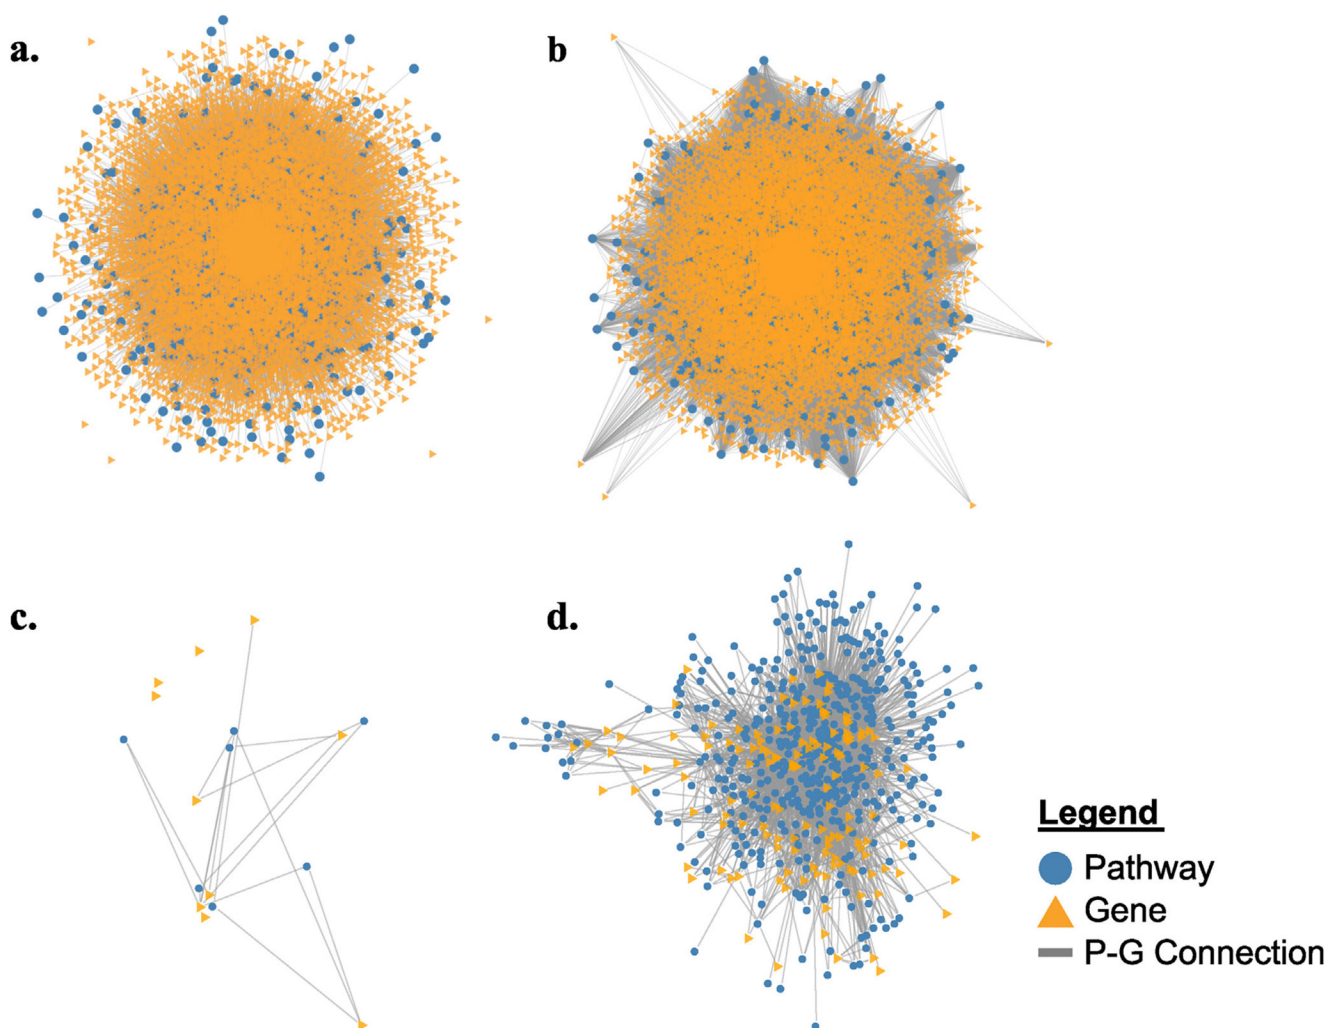 a.
b
c.
d.
Legend
Pathway
Gene
P-G Connection